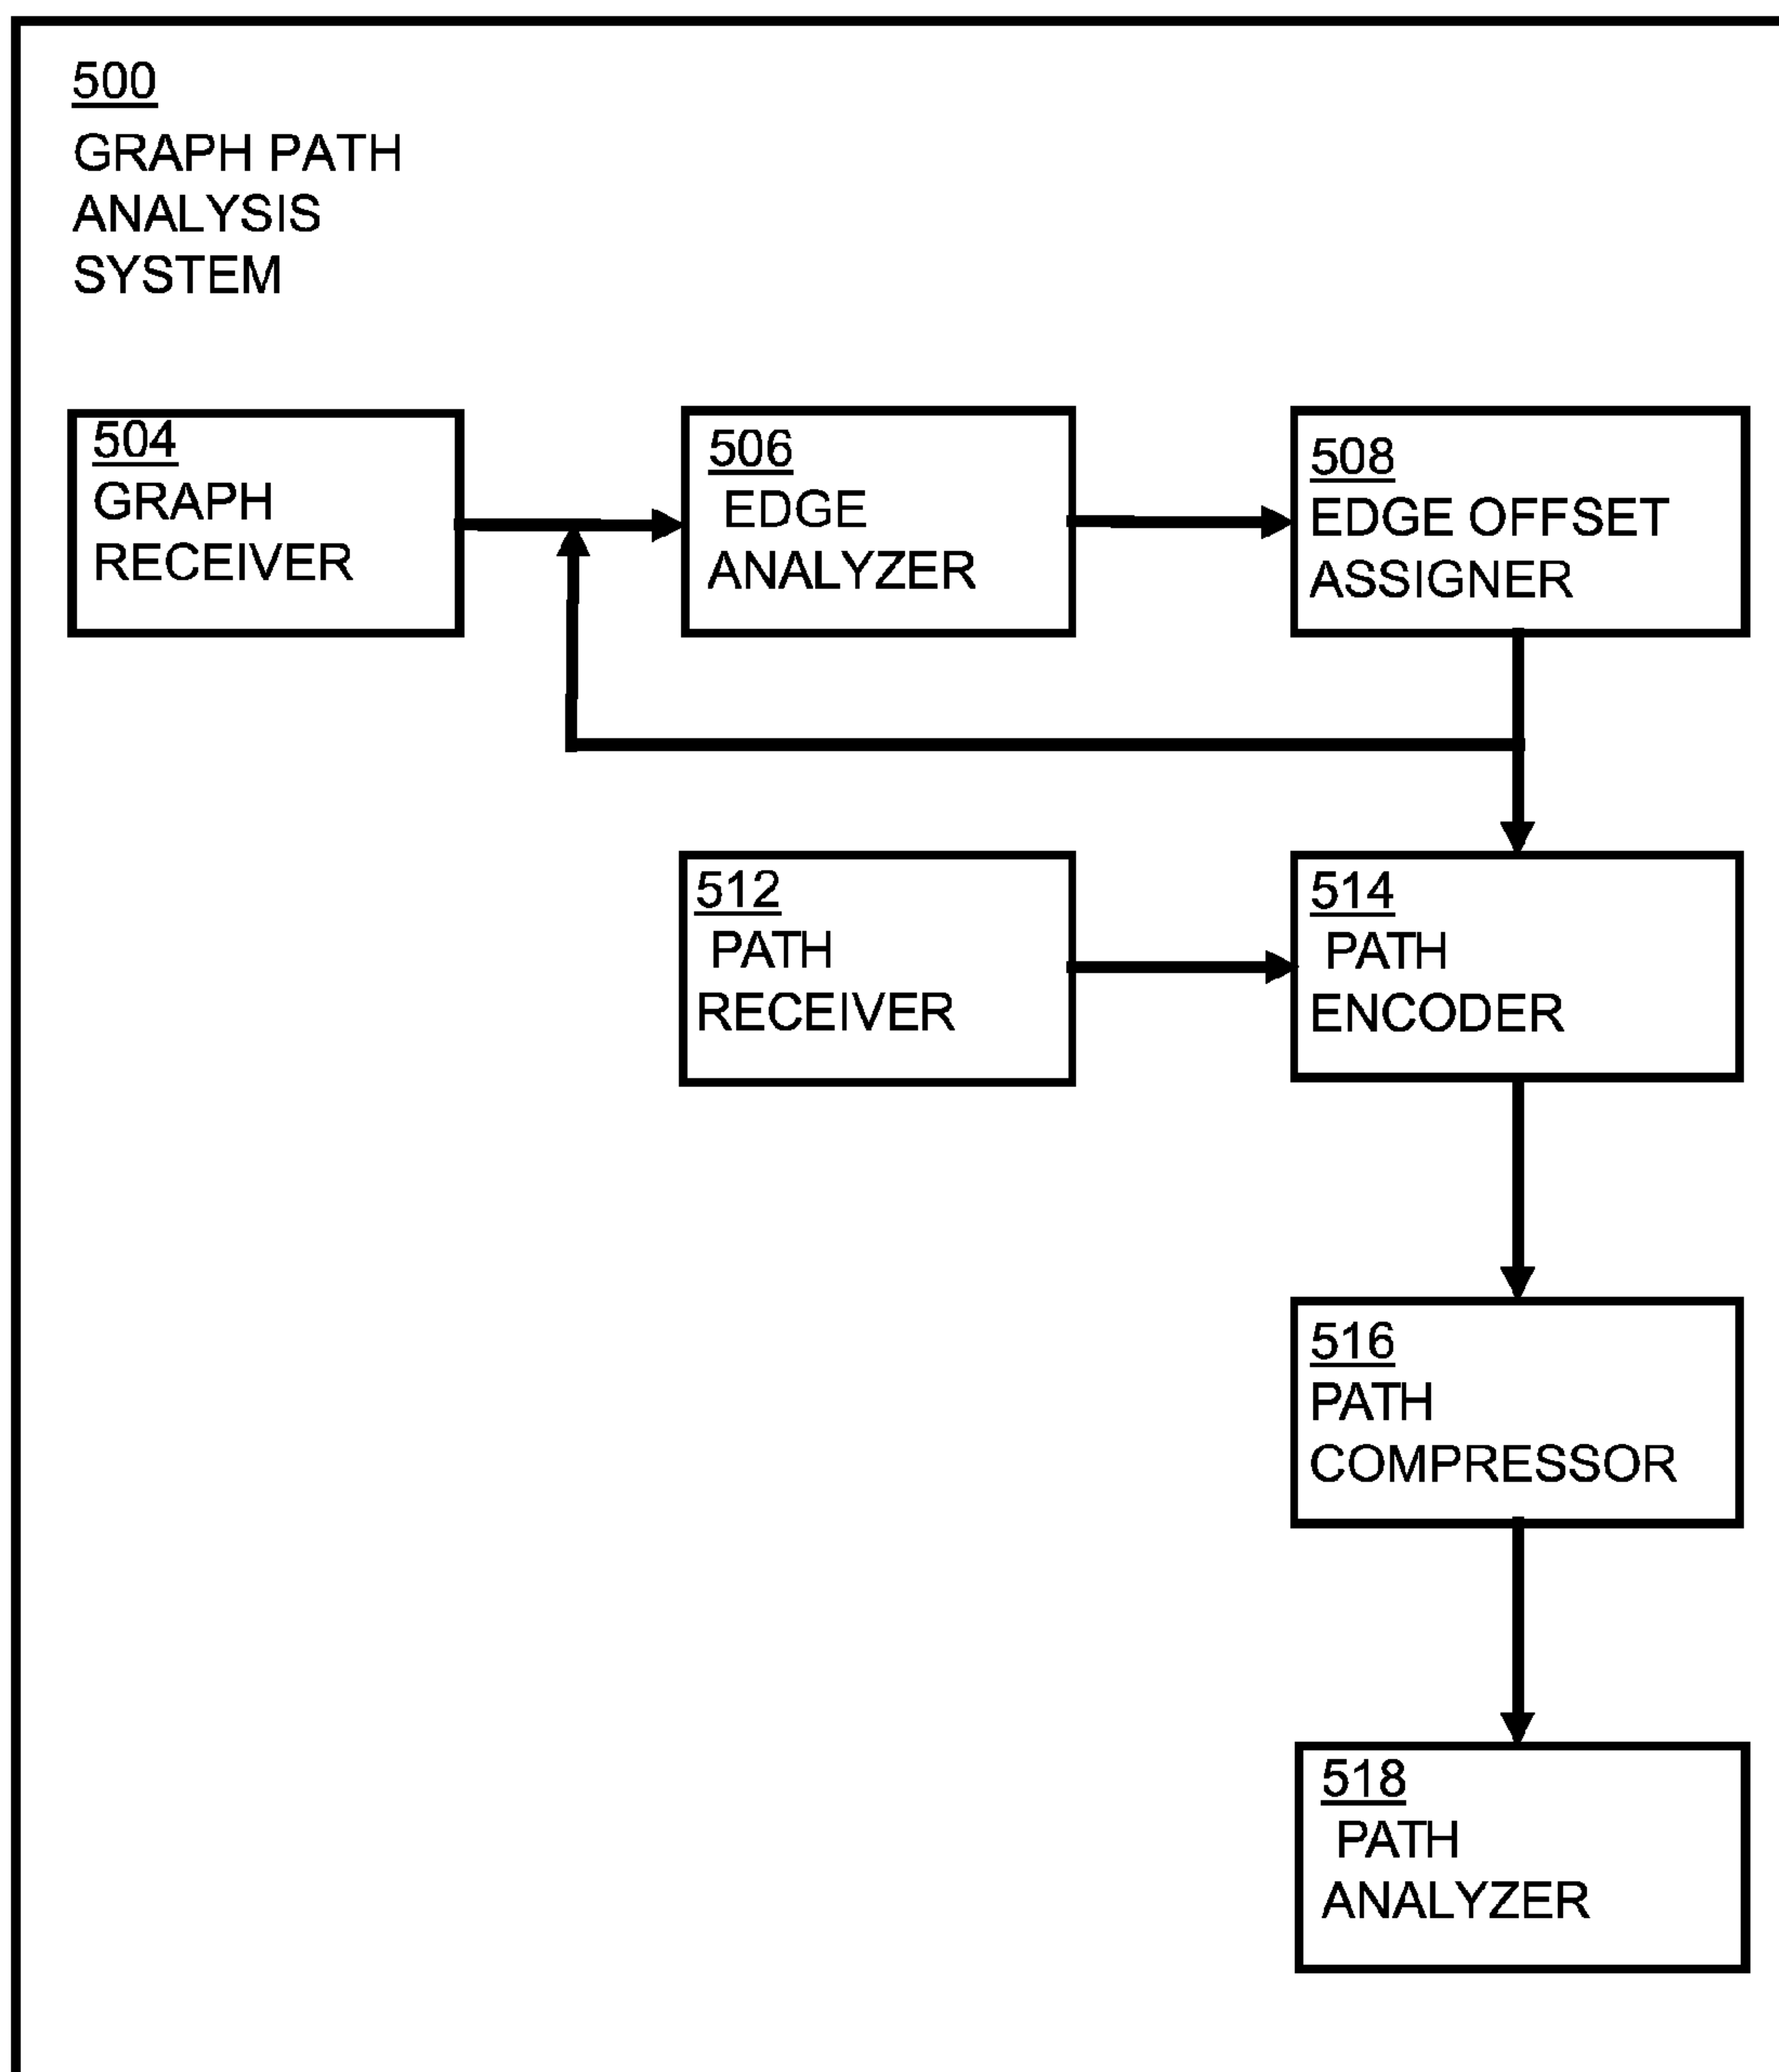 500
GRAPH PATH
ANALYSIS
SYSTEM
504
GRAPH
RECEIVER
506
EDGE
ANALYZER
508
EDGE OFFSET
ASSIGNER
512
PATH
RECEIVER
514
PATH
ENCODER
516
PATH
COMPRESSOR
518
PATH
ANALYZER